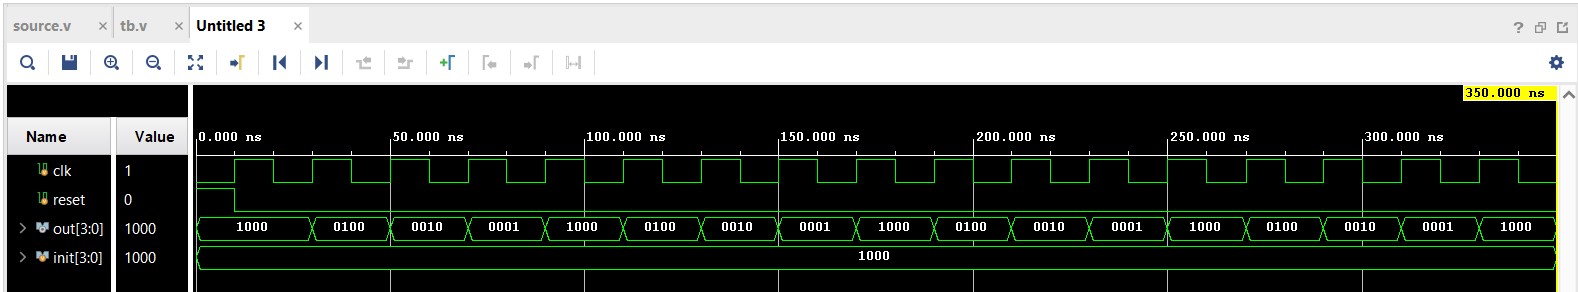 source.v × tb.v × Untitled 3 × ?
350.000 ns
Name Value 0.000 ns 50.000 ns 100.000 ns 150.000 ns 200.000 ns 250.000 ns 300.000 ns
clk 1
reset 0
out[3:0] 1000 1000 0100 0010 0001 1000 0100 0010 0001 1000 0100 0010 0001 1000 0100 0010 0001 1000
init[3:0] 1000 1000